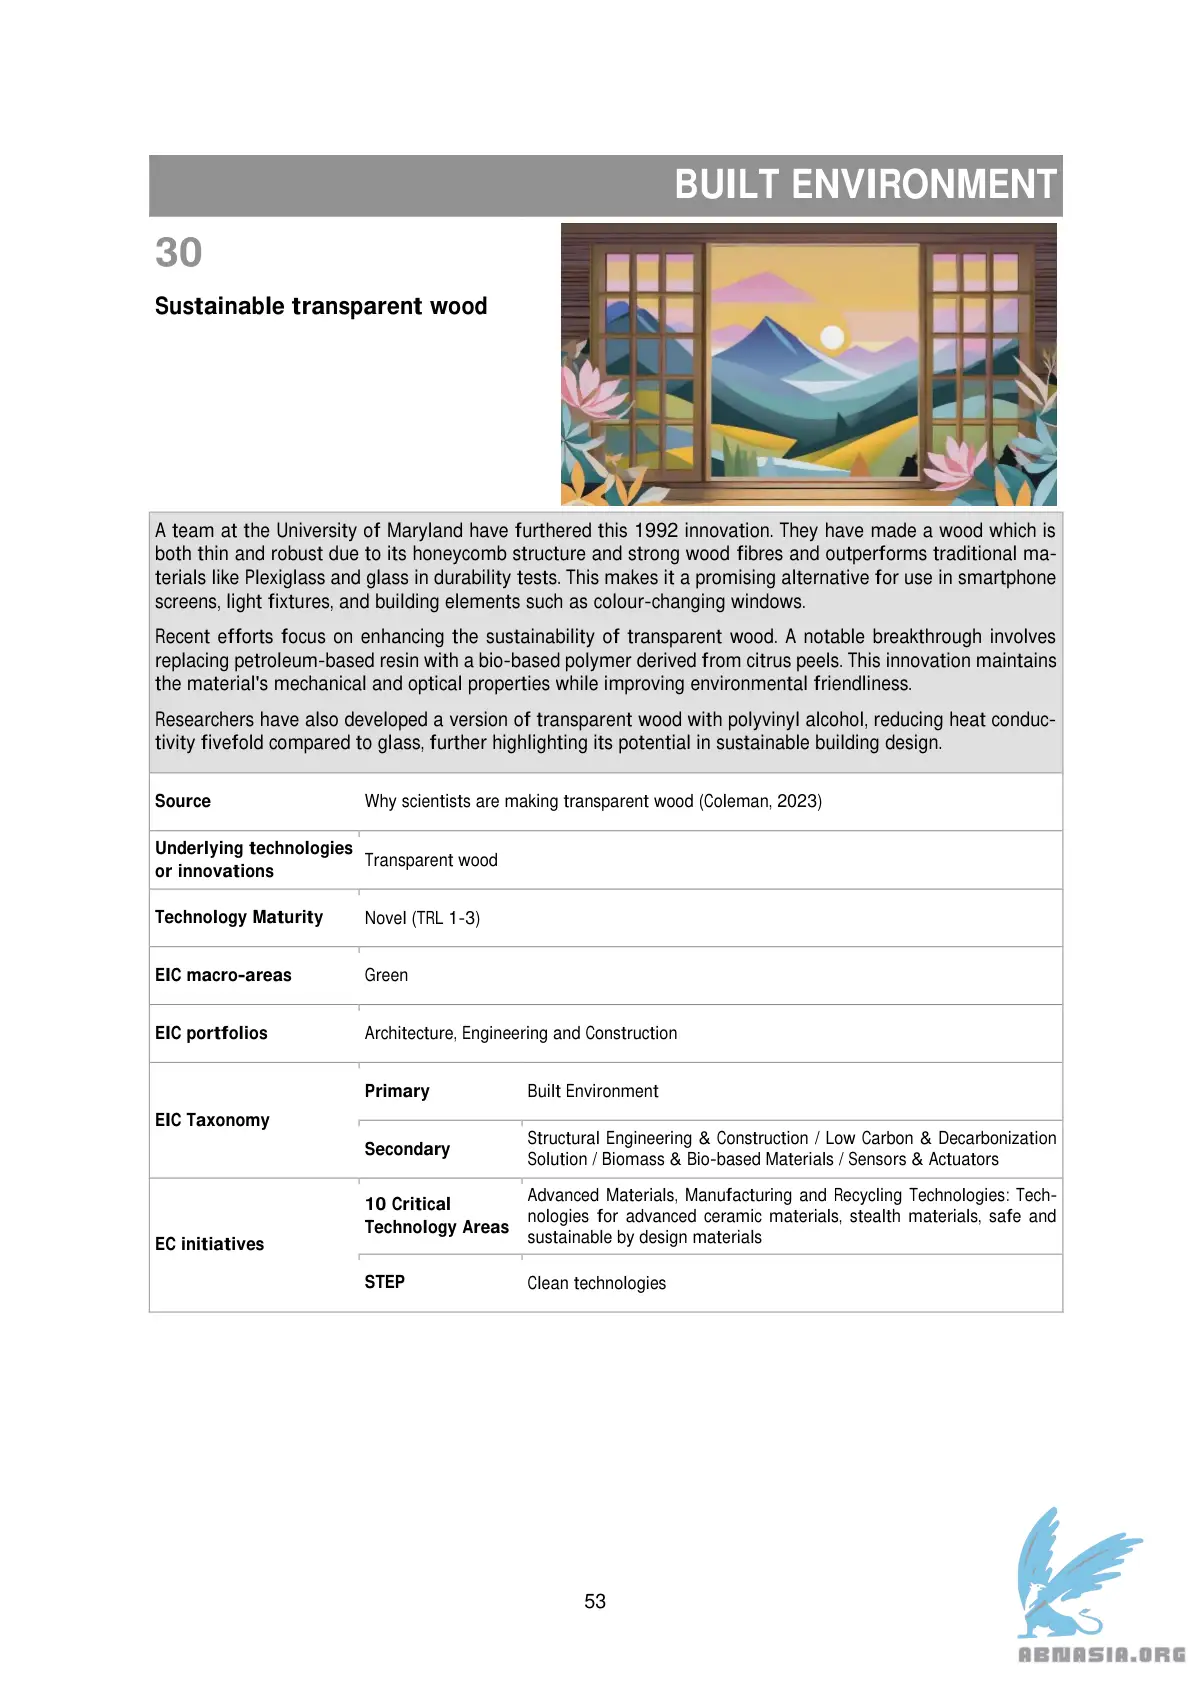 BUILT ENVIRONMENT
30
Sustainable transparent wood
A team at the University of Maryland have furthered this 1992 innovation. They have made a wood which is
both thin and robust due to its honeycomb structure and strong wood fibres and outperforms traditional ma-
terials like Plexiglass and glass in durability tests. This makes it a promising alternative for use in smartphone
screens, light fixtures, and building elements such as colour-changing windows.
Recent efforts focus on enhancing the sustainability of transparent wood. A notable breakthrough involves
replacing petroleum-based resin with a bio-based polymer derived from citrus peels. This innovation maintains
the material's mechanical and optical properties while improving environmental friendliness.
Researchers have also developed a version of transparent wood with polyvinyl alcohol, reducing heat conduc-
tivity fivefold compared to glass, further highlighting its potential in sustainable building design.
Source
Why scientists are making transparent wood (Coleman, 2023)
Underlying technologies
or innovations
Transparent wood
Technology Maturity
Novel (TRL 1-3)
EIC macro-areas
Green
EIC portfolios
Architecture, Engineering and Construction
EIC Taxonomy
Primary
Built Environment
Secondary
Structural Engineering & Construction / Low Carbon & Decarbonization
Solution / Biomass & Bio-based Materials / Sensors & Actuators
EC initiatives
10 Critical
Technology Areas
Advanced Materials, Manufacturing and Recycling Technologies: Tech-
nologies for advanced ceramic materials, stealth materials, safe and
sustainable by design materials
STEP
Clean technologies
53
ABNASIA.ORG